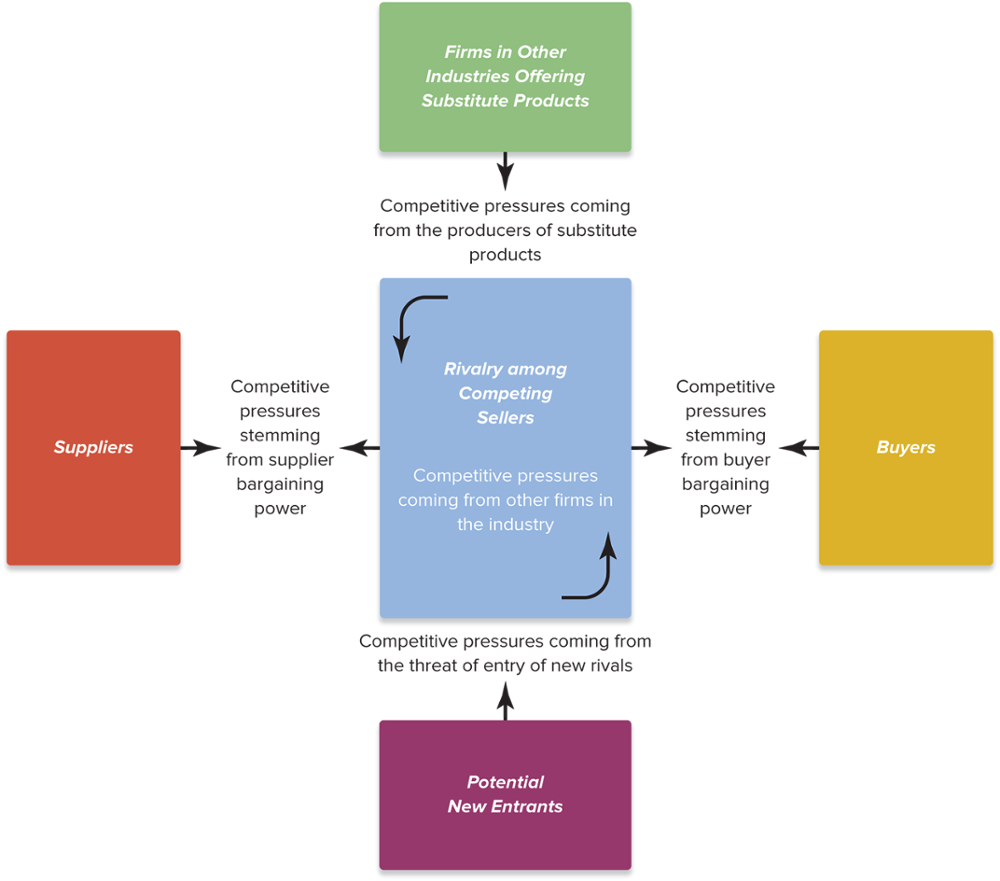 Firms in Other
Industries Offering
Substitute Products
Competitive pressures coming
from the producers of substitute
products
Suppliers
Competitive
pressures
stemming
from supplier
bargaining
power
Rivalry among
Competing
Sellers
Competitive pressures
coming from other firms in
the industry
Competitive
pressures
stemming
from buyer
bargaining
power
Buyers
Competitive pressures coming from
the threat of entry of new rivals
Potential
New Entrants